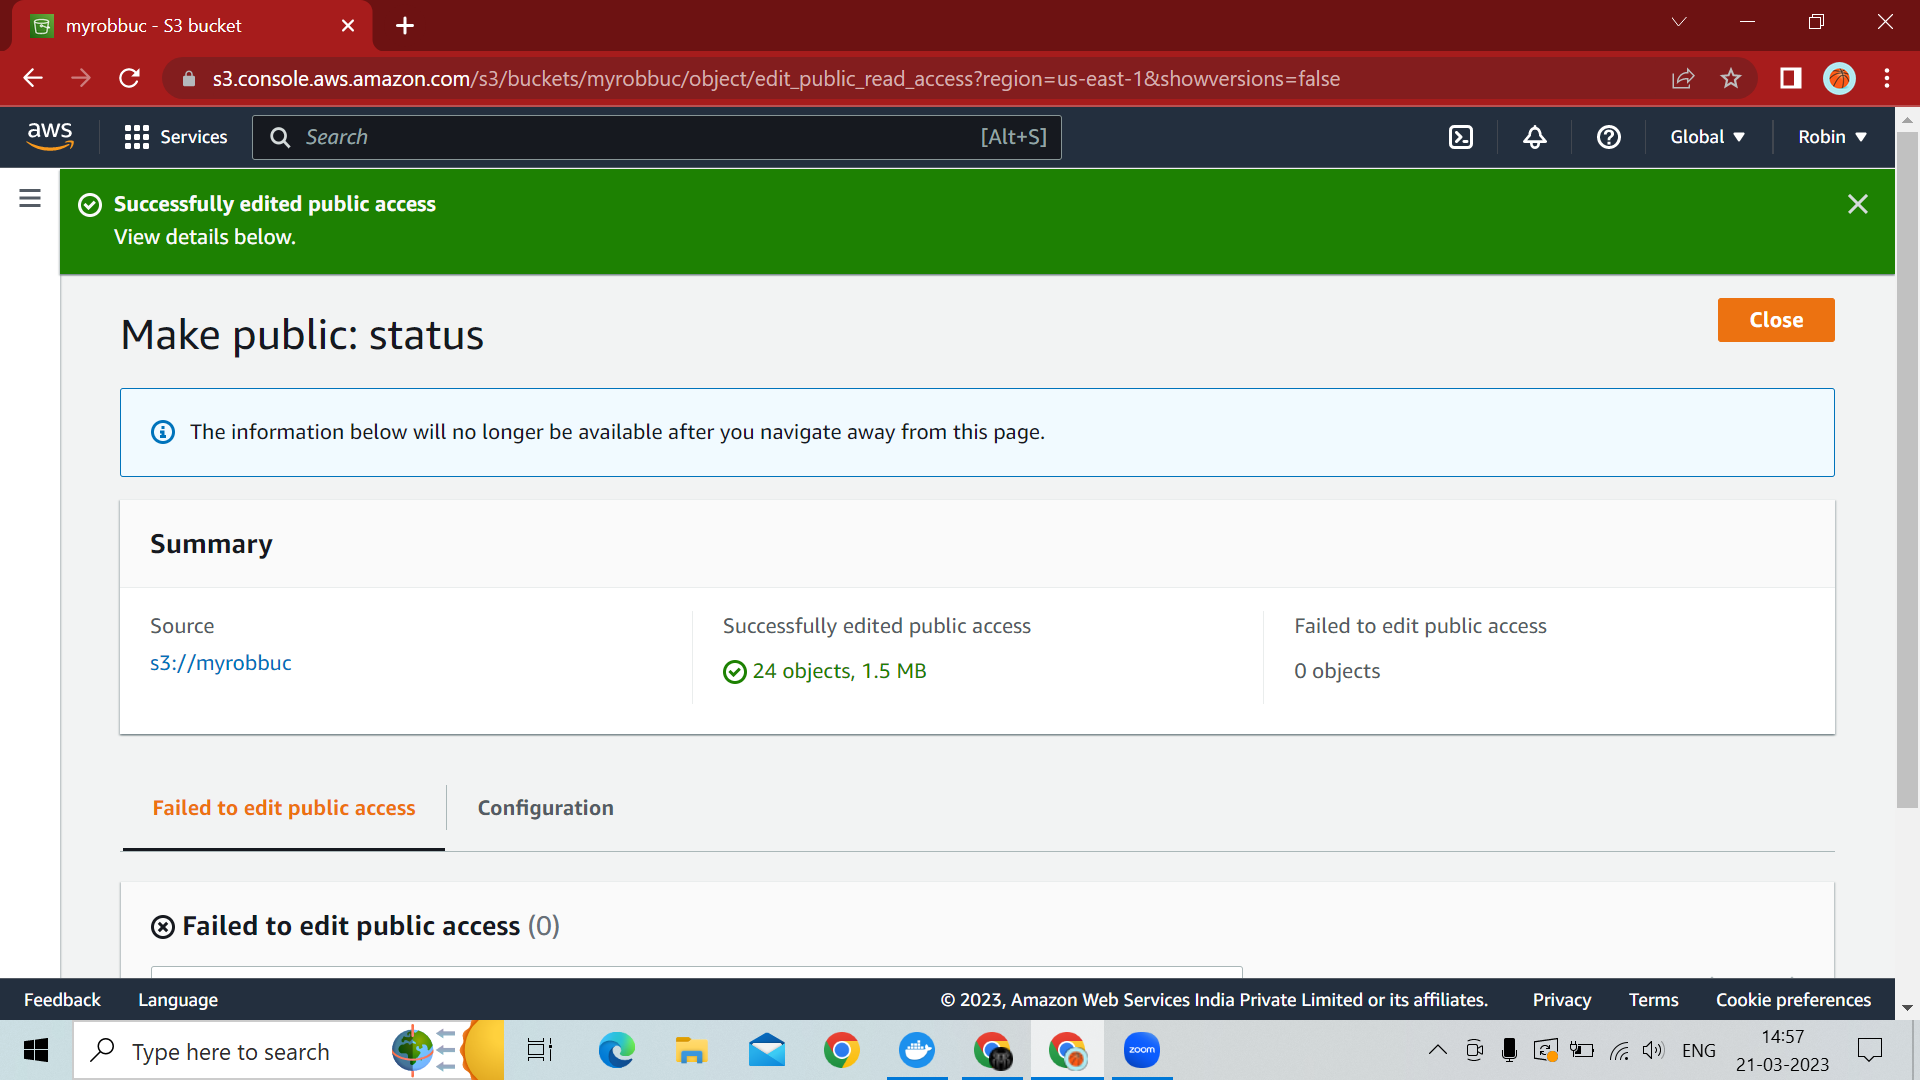 myrobbuc - S3 bucket
s3.console.aws.amazon.com/s3/buckets/myrobbuc/object/edit_public_read_access?region=us-east-1&showversions=false
aws
Services
Search
[Alt+S]
Global
Robin
Successfully edited public access
View details below.
Make public: status
Close
The information below will no longer be available after you navigate away from this page.
Summary
Source
s3://myrobbuc
Successfully edited public access
24 objects, 1.5 MB
Failed to edit public access
0 objects
Failed to edit public access
Configuration
Failed to edit public access (0)
Feedback
Language
© 2023, Amazon Web Services India Private Limited or its affiliates.
Privacy
Terms
Cookie preferences
Type here to search
zoom
ENG
14:57
21-03-2023